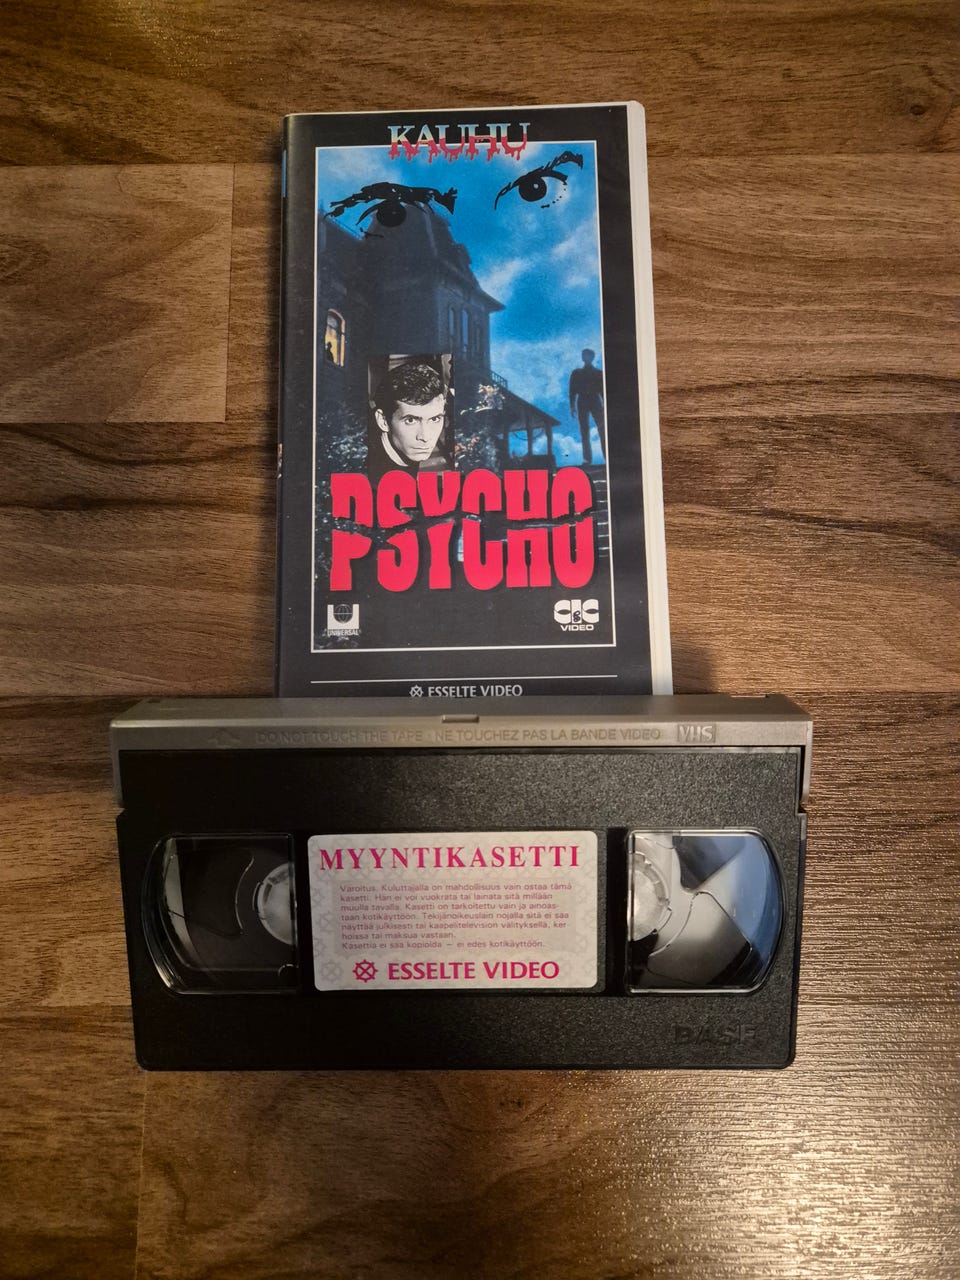 KAUHU
PSYCHO
UNIVERSAL
CIC
VIDEO
ESSELTE VIDEO
DO NOT TOUCH THE TAPE · NE TOUCHEZ PAS LA BANDE VIDEO VHS
MYYNTIKASETTI
Varoitus. Kuluttajalla on mahdollisuus vain ostaa tämä
kasetti. Hän ei voi vuokrata tai lainata sitä millään
muulla tavalla. Kasetti on tarkoitettu vain ja ainoas-
taan kotikäyttöön. Tekijänoikeuslain nojalla sitä ei saa
näyttää julkisesti tai kaapelitelevision välityksellä, ker-
hoissa tai maksua vastaan.
Kasettia ei saa kopioida – ei edes kotikäyttöön.
ESSELTE VIDEO
BASF